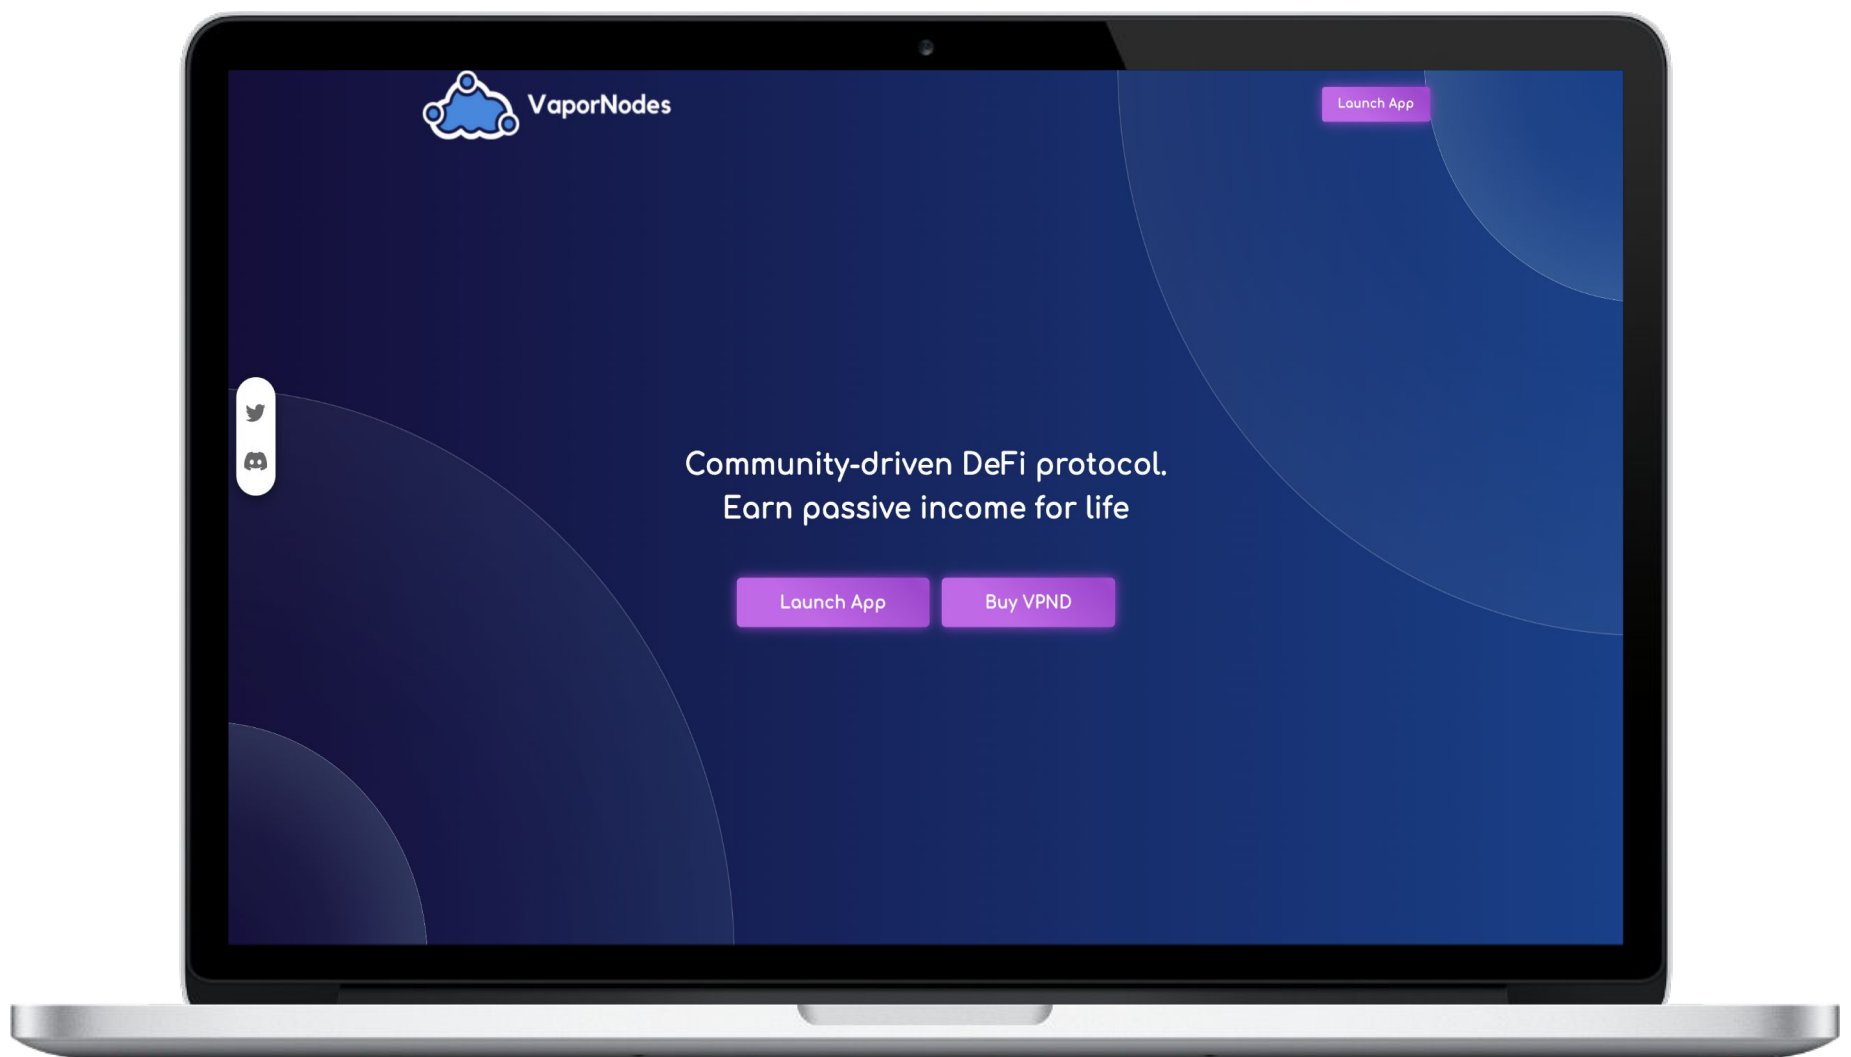 VaporNodes
Launch App
Community-driven DeFi protocol.
Earn passive income for life
Launch App
Buy VPND